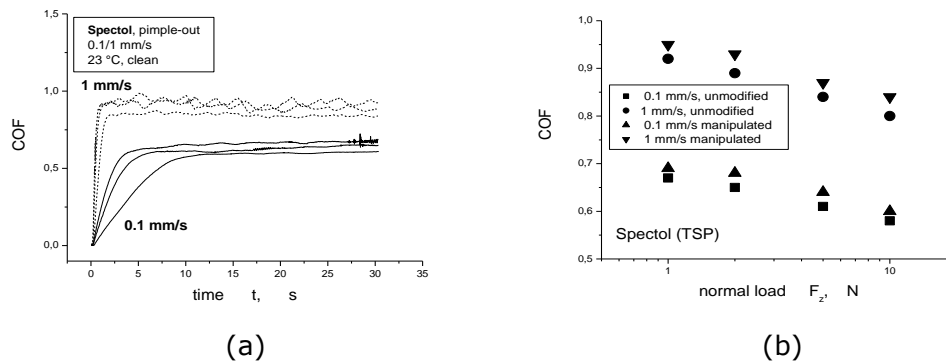 1,5
Spectol, pimple-out
0.1/1 mm/s
23 °C, clean
1 mm/s
1,0
COF
0,5
0.1 mm/s
0,0
0 5 10 15 20 25 30 35
time t, s
(a)
1,0
0,9
■ 0.1 mm/s, unmodified
● 1 mm/s, unmodified
▲ 0.1 mm/s manipulated
▼ 1 mm/s manipulated
0,8
COF
0,7
0,6
Spectol (TSP)
0,5
1 10
normal load F_z, N
(b)